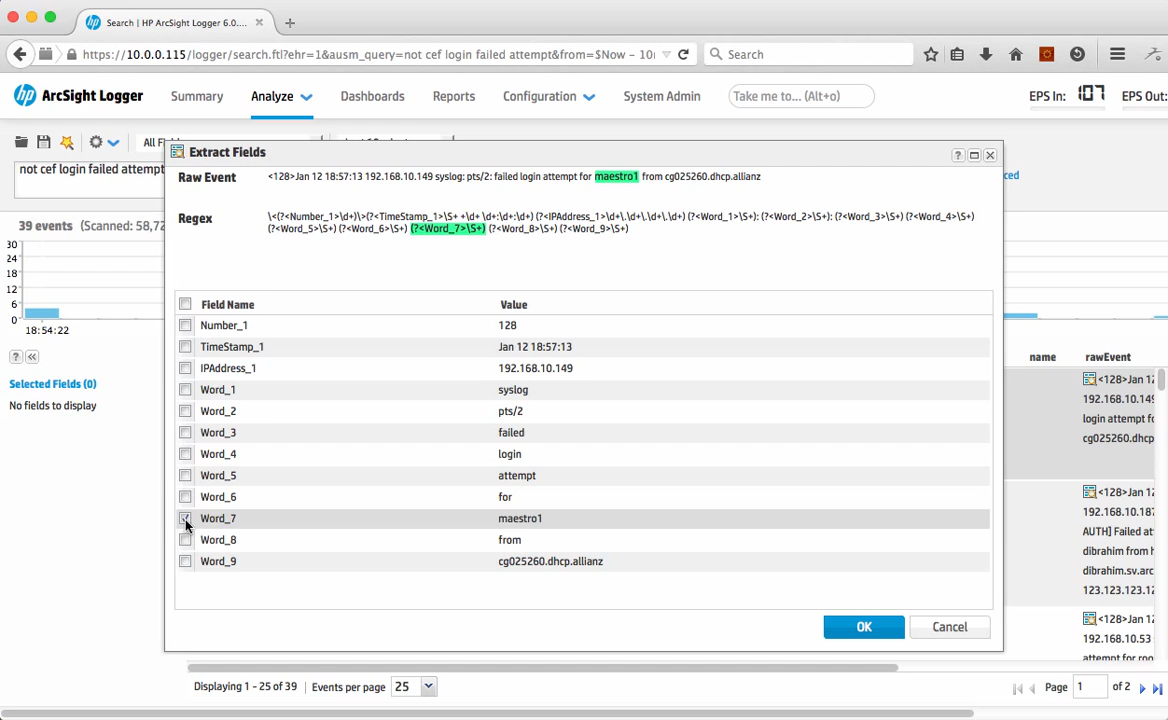 Search | HP ArcSight Logger 6.0....
https://10.0.0.115/logger/search.ftl?ehr=1&ausm_query=not cef login failed attempt&from=$Now – 10
Search
hp ArcSight Logger
Summary
Analyze
Dashboards
Reports
Configuration
System Admin
Take me to... (Alt+o)
EPS In: 107
EPS Out:
All Fi
not cef login failed attempt
39 events (Scanned: 58,72
30
24
18
12
6
0
18:54:22
Selected Fields (0)
No fields to display
Extract Fields
Raw Event
<128>Jan 12 18:57:13 192.168.10.149 syslog: pts/2: failed login attempt for maestro1 from cg025260.dhcp.allianz
Regex
\<(?<Number_1>\d+)\>(?<TimeStamp_1>\S+ +\d+ \d+:\d+:\d+) (?<IPAddress_1>\d+\.\d+\.\d+\.\d+) (?<Word_1>\S+): (?<Word_2>\S+): (?<Word_3>\S+) (?<Word_4>\S+)
(?<Word_5>\S+) (?<Word_6>\S+) (?<Word_7>\S+) (?<Word_8>\S+) (?<Word_9>\S+)
Field Name Value
Number_1 128
TimeStamp_1 Jan 12 18:57:13
IPAddress_1 192.168.10.149
Word_1 syslog
Word_2 pts/2
Word_3 failed
Word_4 login
Word_5 attempt
Word_6 for
Word_7 maestro1
Word_8 from
Word_9 cg025260.dhcp.allianz
OK
Cancel
ced
name
rawEvent
<128>Jan 12
192.168.10.149
login attempt fo
cg025260.dhcp
<128>Jan 12
192.168.10.187
AUTH] Failed at
dibrahim from h
dibrahim.sv.arc
123.123.123.12
<128>Jan 12
192.168.10.53
attempt for roo
Displaying 1 - 25 of 39
Events per page 25
Page 1 of 2